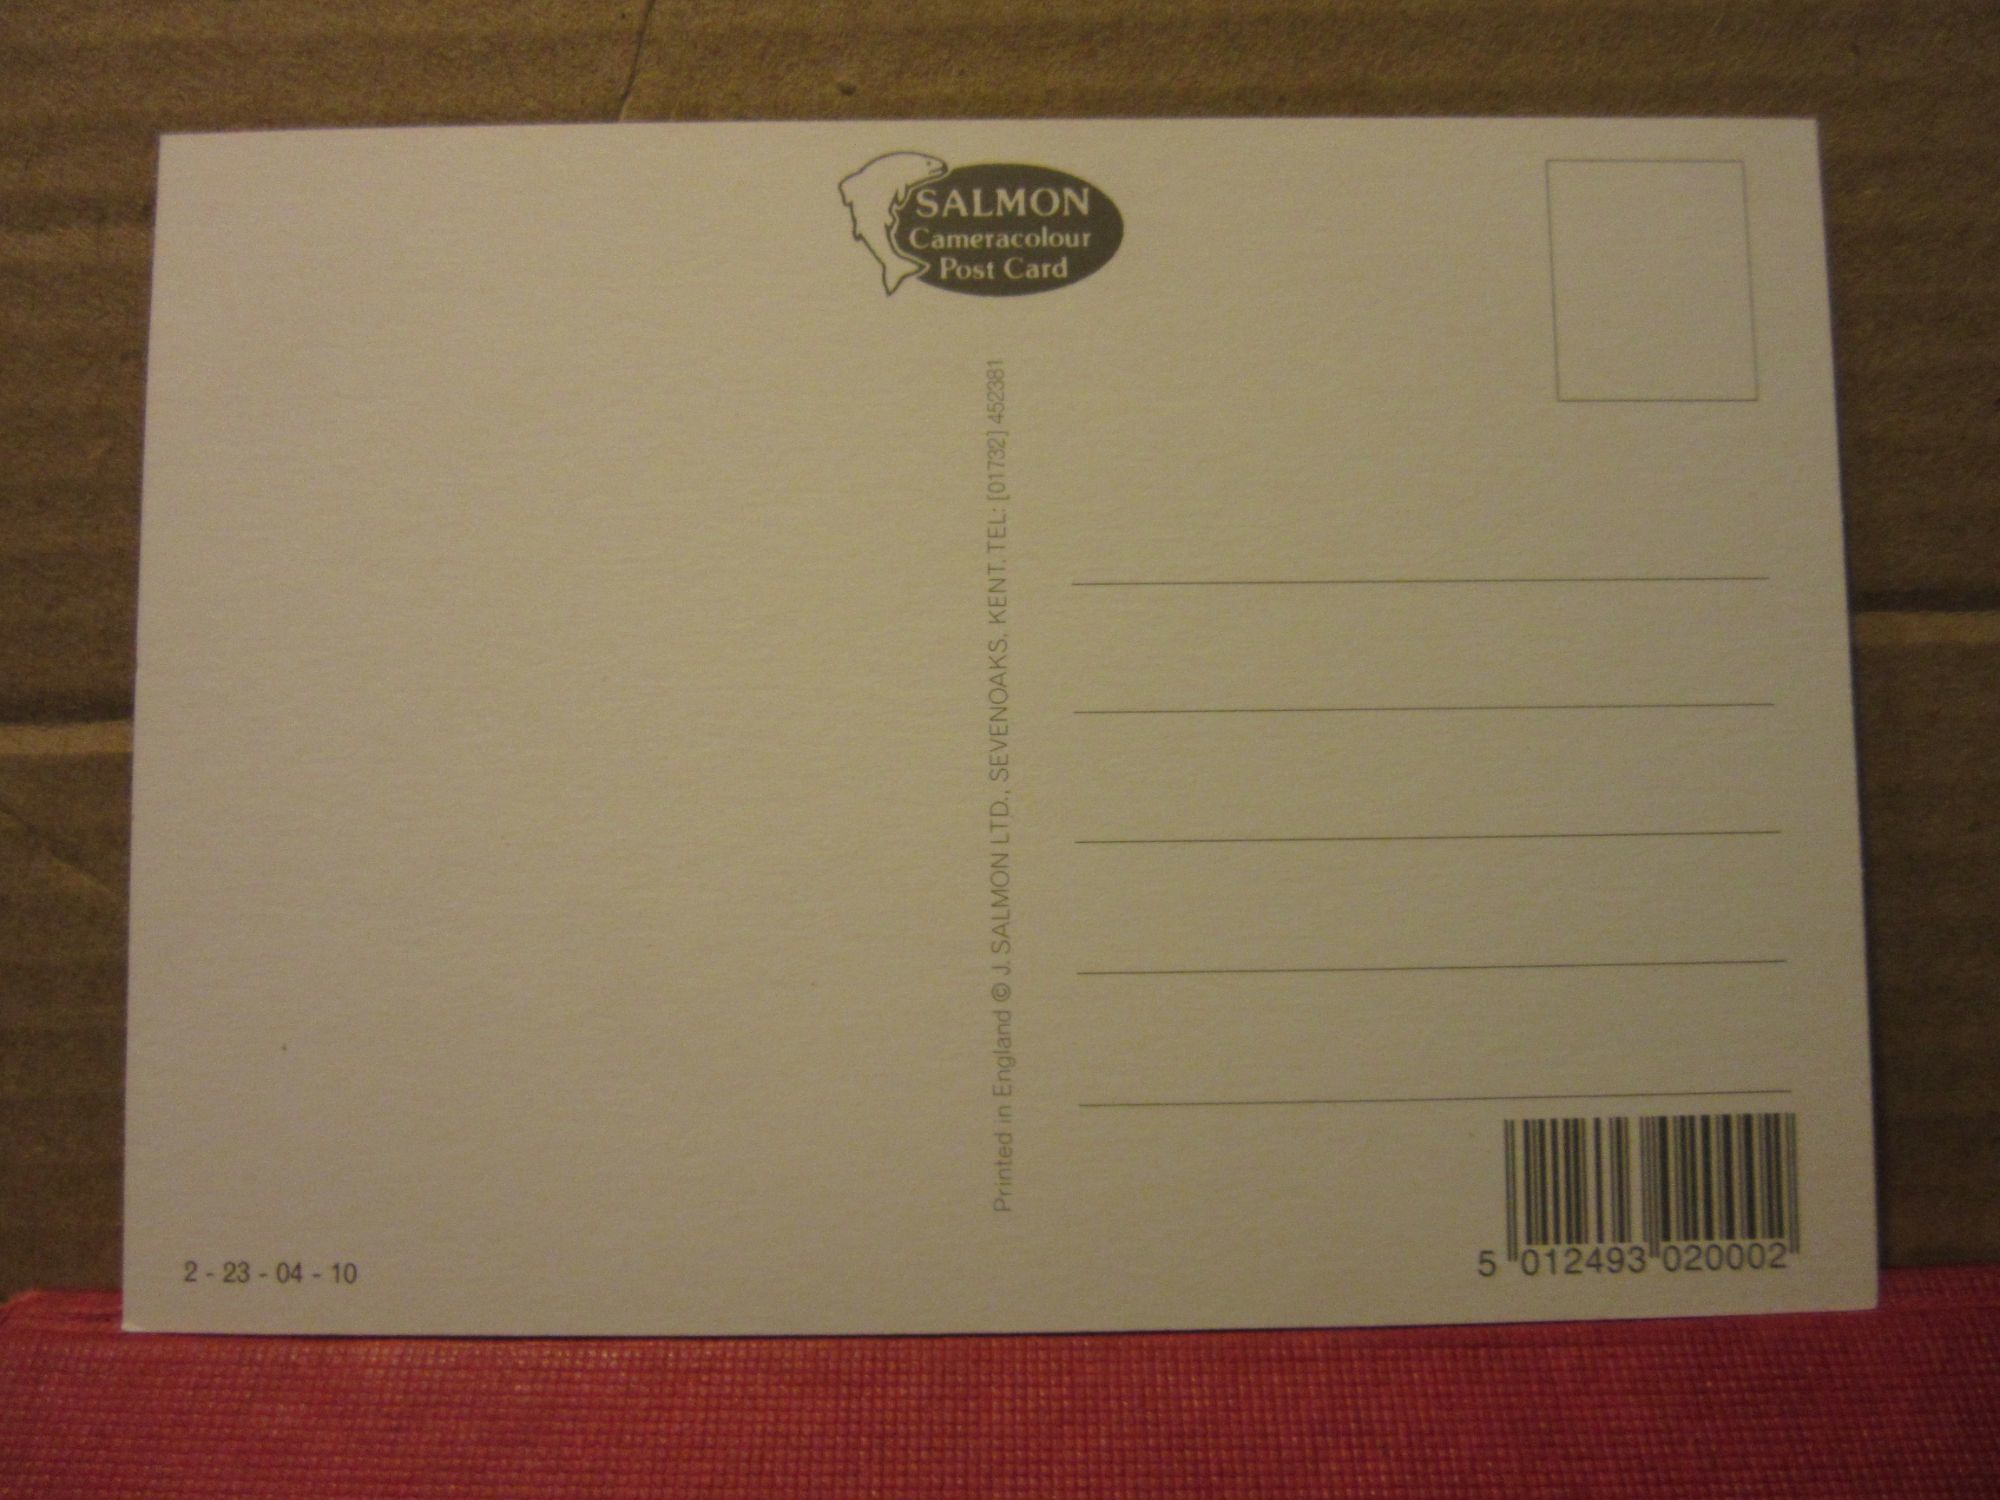 SALMON
Cameracolour
Post Card
Printed in England © J. SALMON LTD., SEVENOAKS, KENT. TEL: [01732] 452381
2 - 23 - 04 - 10
5 012493 020002